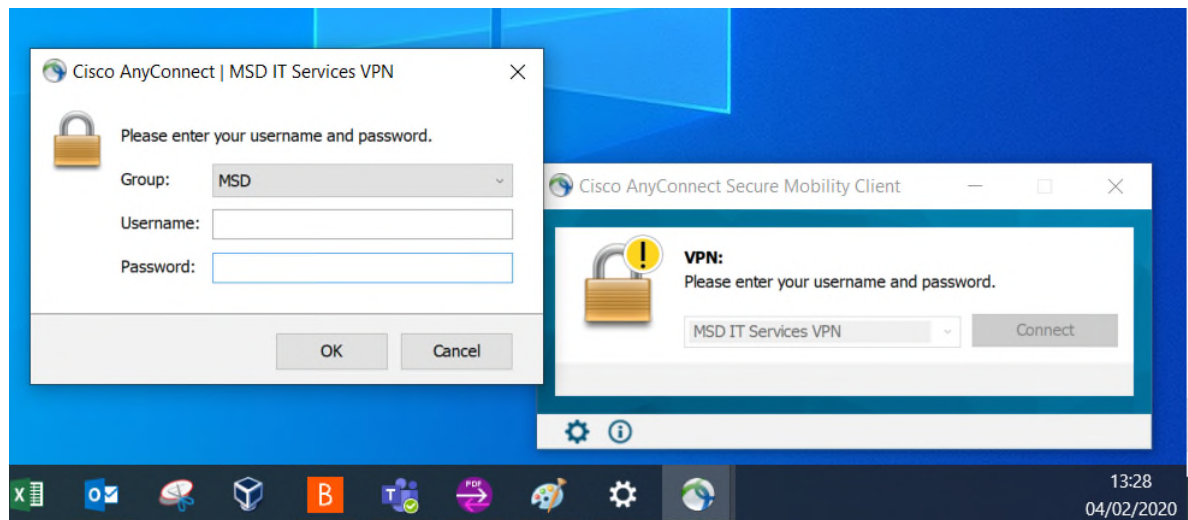 Cisco AnyConnect | MSD IT Services VPN
Please enter your username and password.
Group: MSD
Username:
Password:
OK Cancel
Cisco AnyConnect Secure Mobility Client
VPN:
Please enter your username and password.
MSD IT Services VPN Connect
B
T
PDF
13:28
04/02/2020